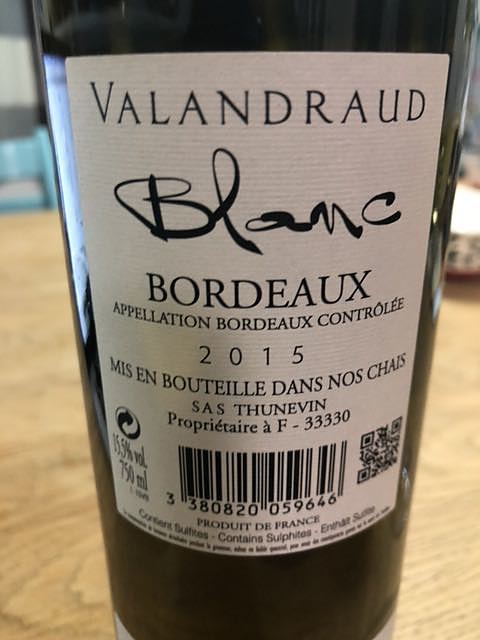 VALANDRAUD
Blanc
BORDEAUX
APPELLATION BORDEAUX CONTRÔLÉE
2015
MIS EN BOUTEILLE DANS NOS CHAIS
SAS THUNEVIN
Propriétaire à F - 33330
15,5% vol.
750 ml
3 380820 059646
PRODUIT DE FRANCE
Contient Sulfites - Contains Sulphites - Enthält Sulfite